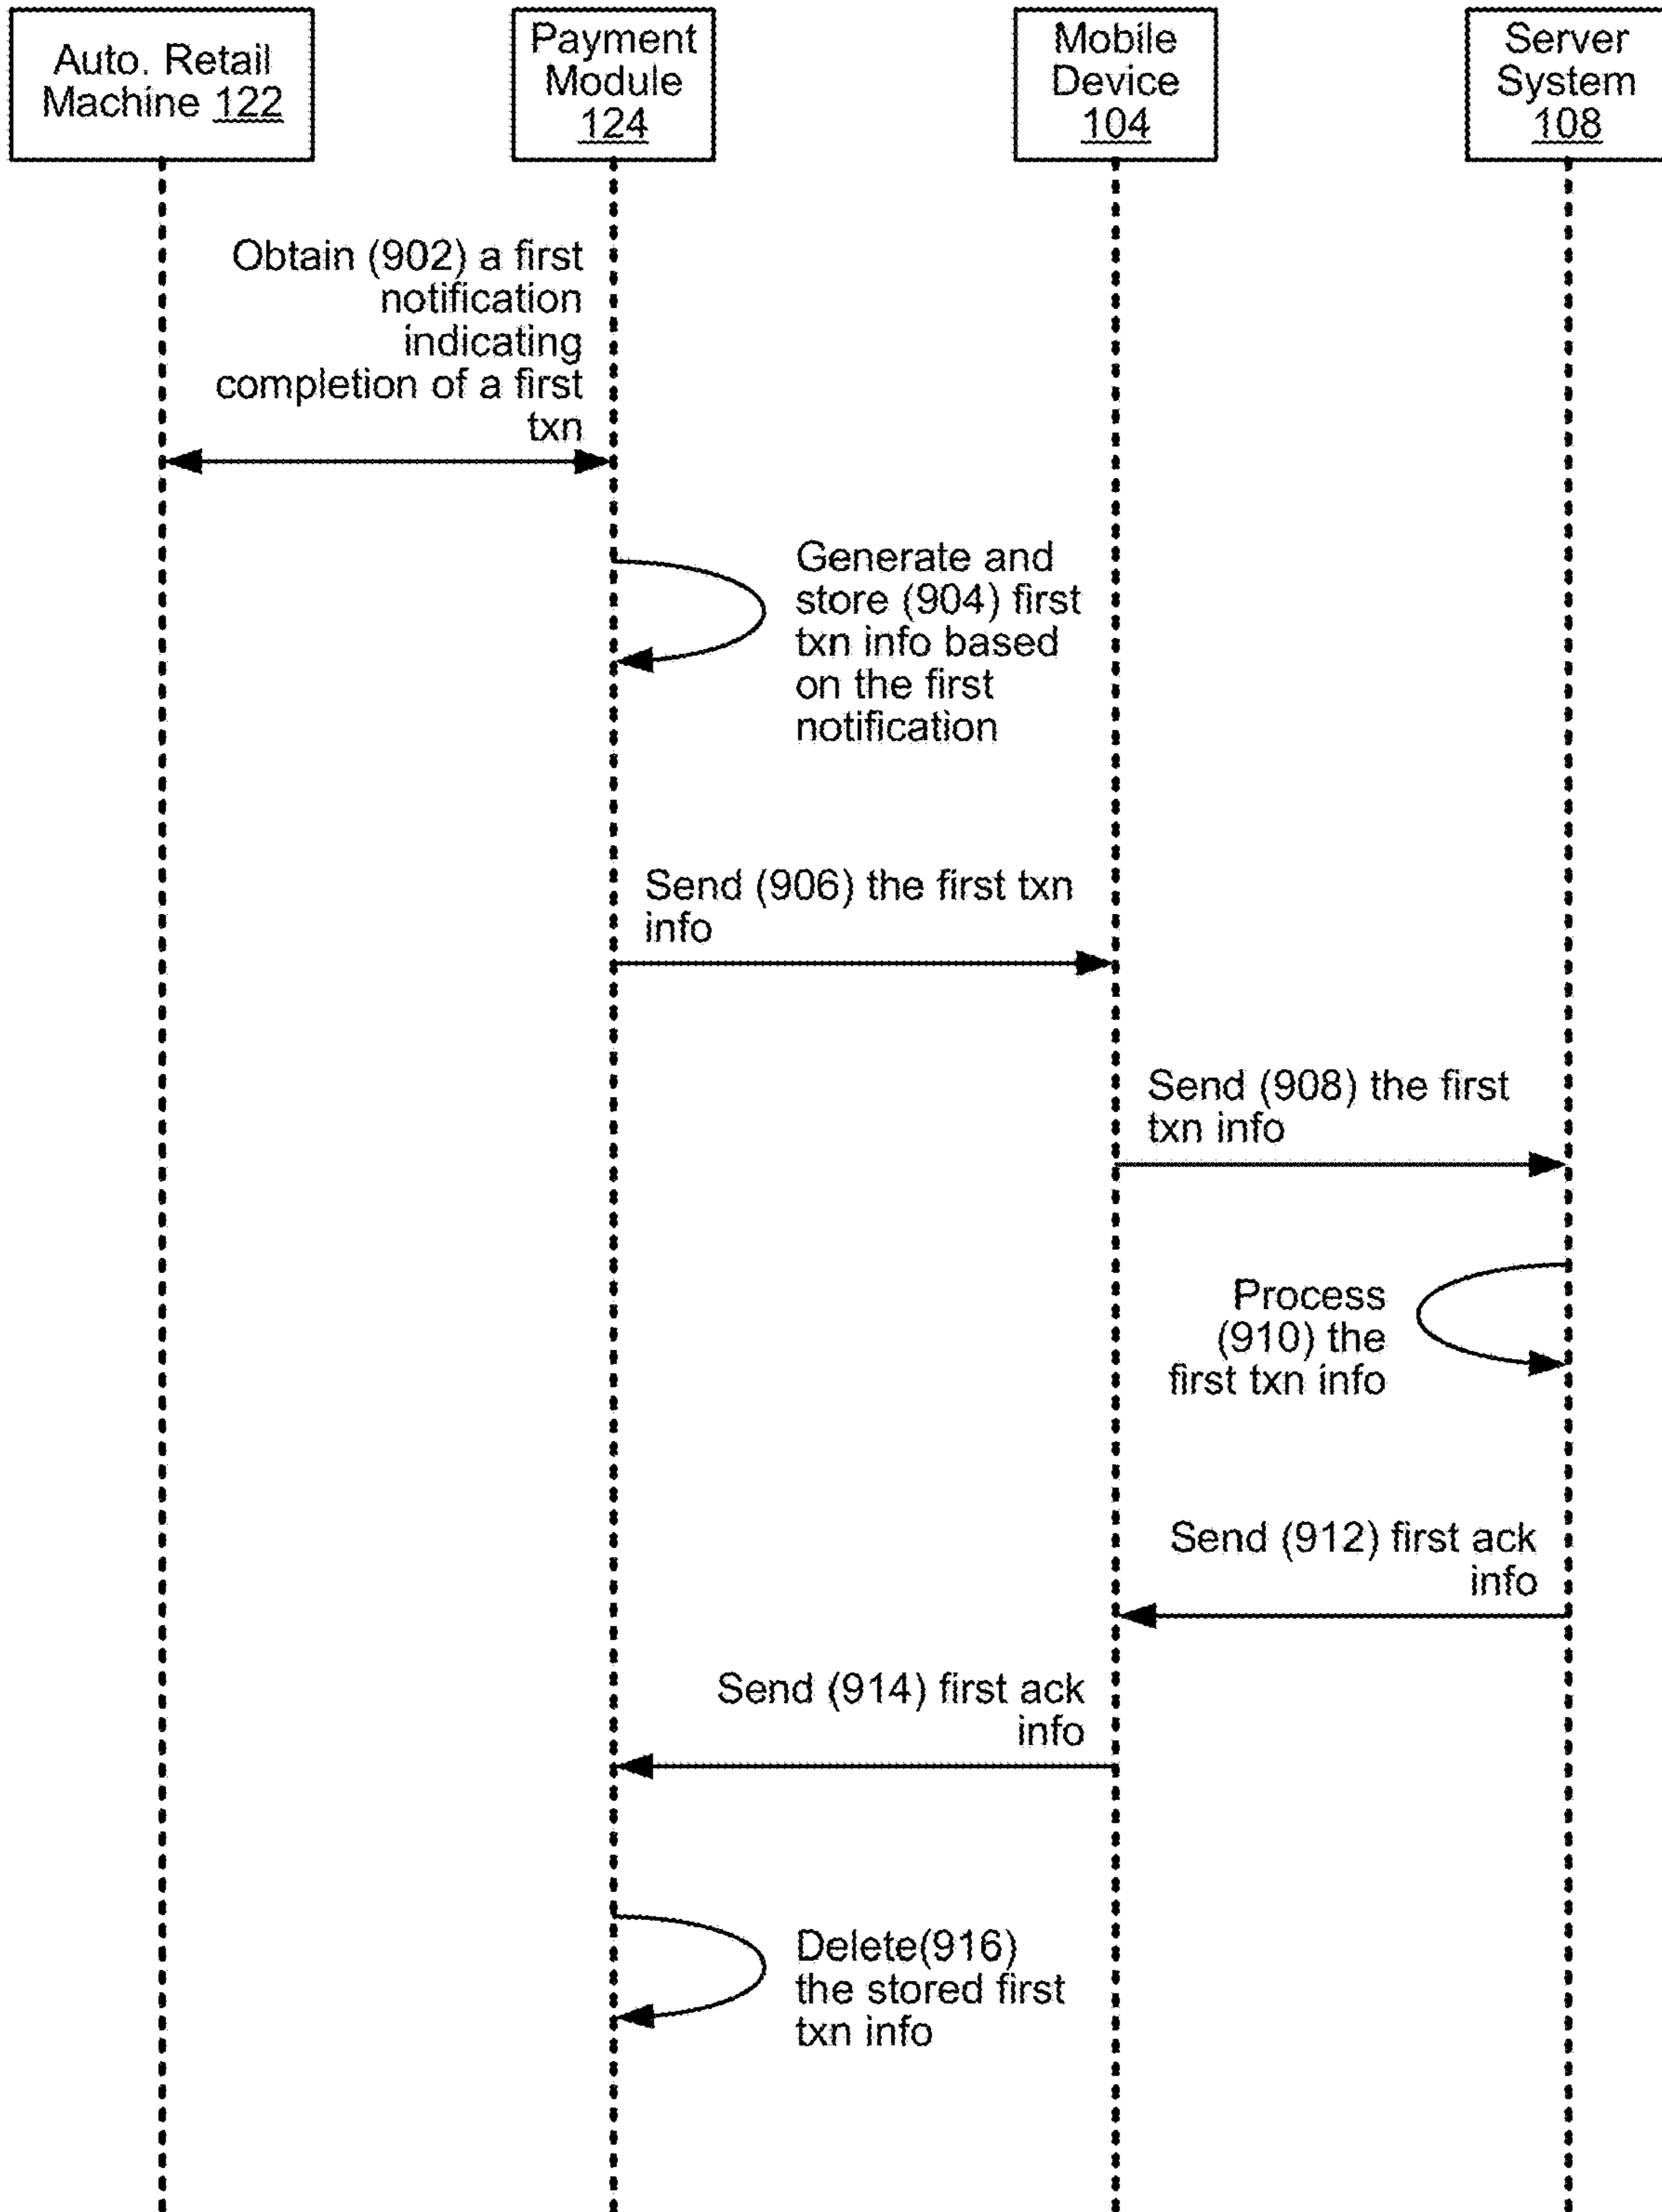 Auto. Retail
Machine 122
Payment
Module
124
Mobile
Device
104
Server
System
108
Obtain (902) a first
notification
indicating
completion of a first
txn
Generate and
store (904) first
txn info based
on the first
notification
Send (906) the first txn
info
Send (908) the first
txn info
Process
(910) the
first txn info
Send (912) first ack
info
Send (914) first ack
info
Delete(916)
the stored first
txn info